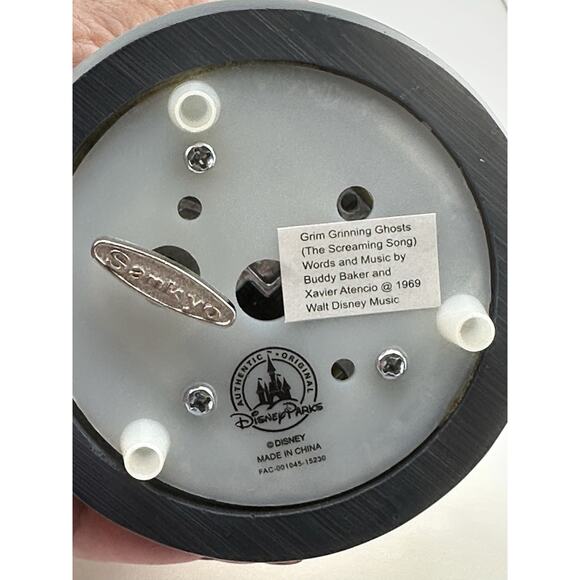 Grim Grinning Ghosts
(The Screaming Song)
Words and Music by
Buddy Baker and
Xavier Atencio @ 1969
Walt Disney Music
Sankyo
AUTHENTIC • ORIGINAL
Disney Parks
© DISNEY
MADE IN CHINA
FAC-001045-15230